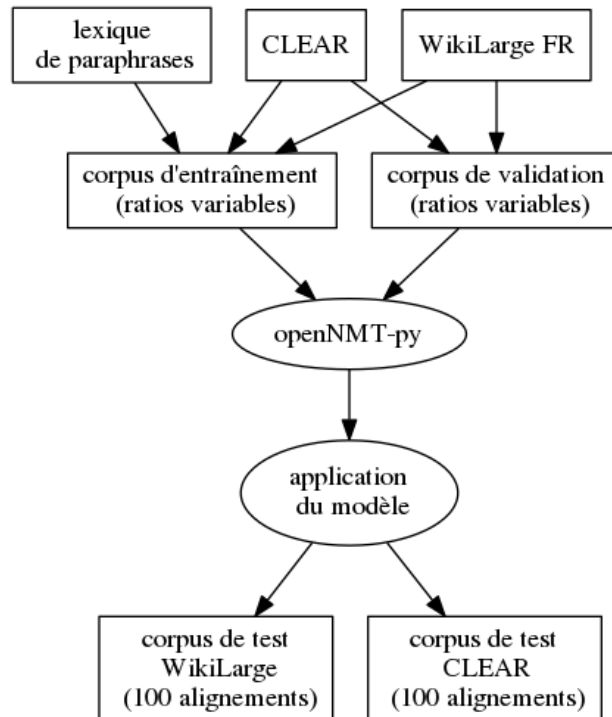 lexique
de paraphrases
CLEAR
WikiLarge FR
corpus d'entraînement
(ratios variables)
corpus de validation
(ratios variables)
openNMT-py
application
du modèle
corpus de test
WikiLarge
(100 alignements)
corpus de test
CLEAR
(100 alignements)